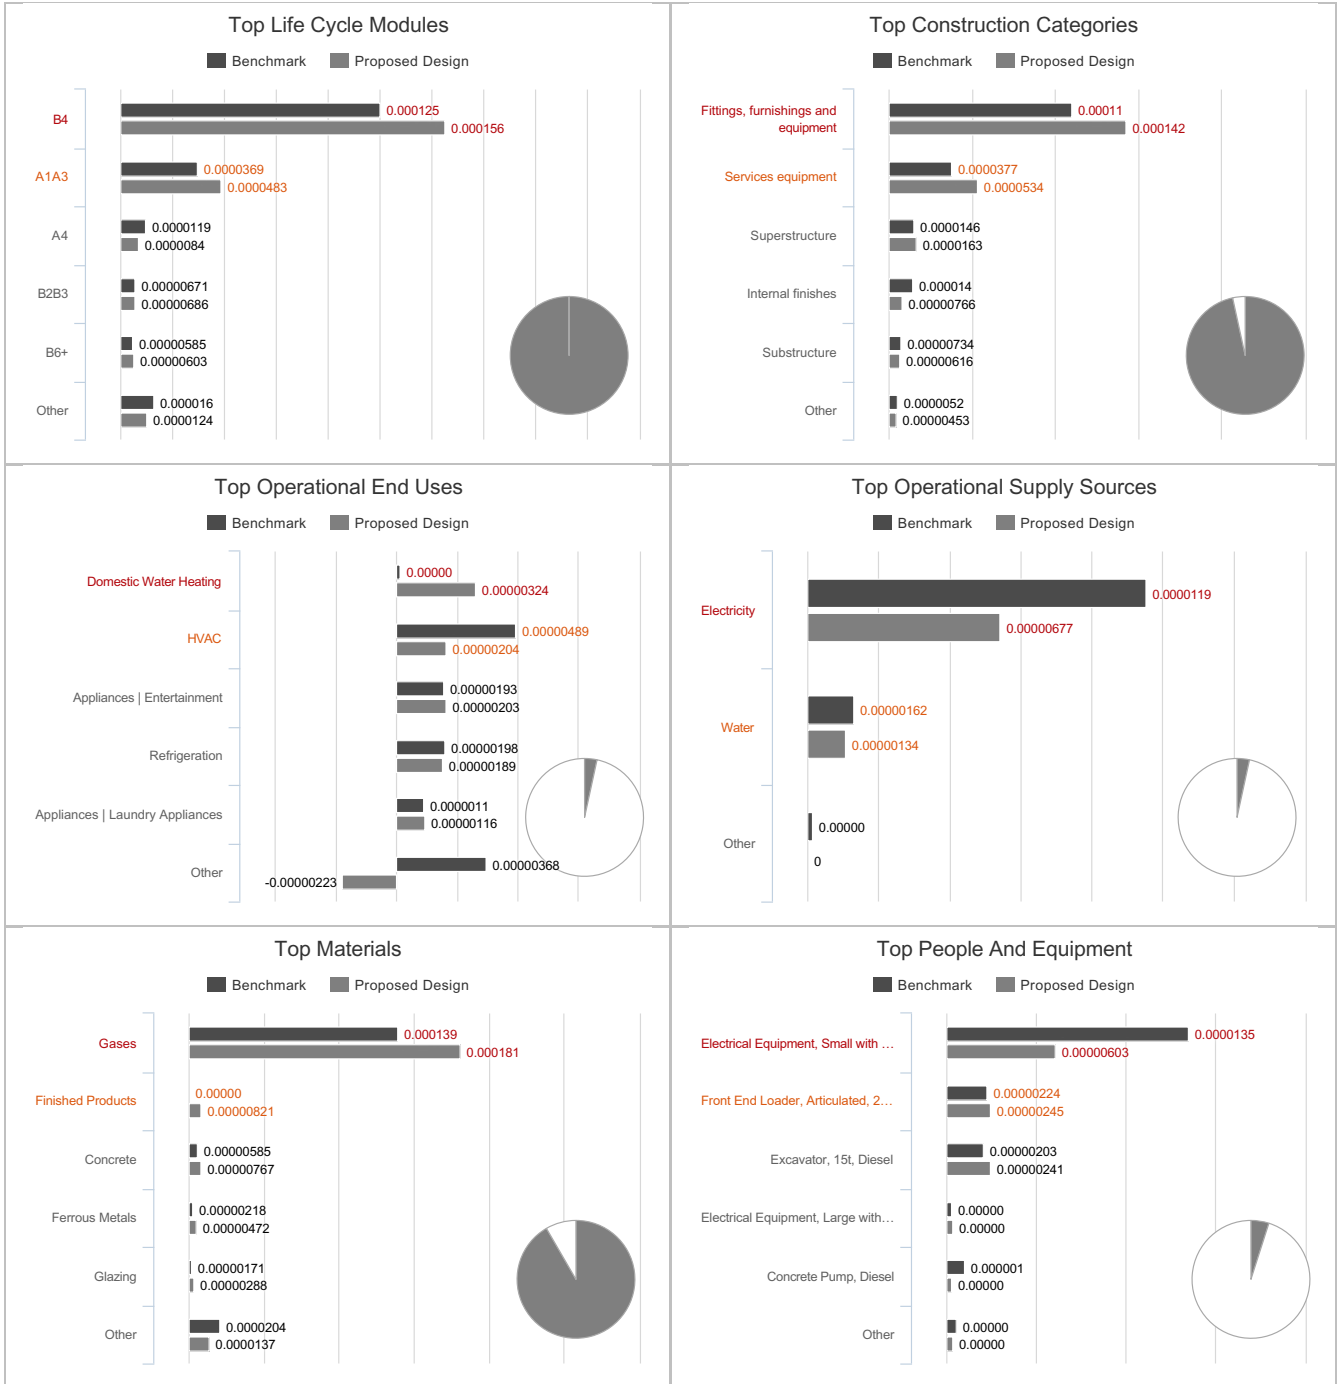 Top Life Cycle Modules
Benchmark Proposed Design
B4
0.000125
0.000156
A1A3
0.0000369
0.0000483
A4
0.0000119
0.0000084
B2B3
0.00000671
0.00000686
B6+
0.00000585
0.00000603
Other
0.000016
0.0000124
Top Construction Categories
Benchmark Proposed Design
Fittings, furnishings and
equipment
0.00011
0.000142
Services equipment
0.0000377
0.0000534
Superstructure
0.0000146
0.0000163
Internal finishes
0.000014
0.00000766
Substructure
0.00000734
0.00000616
Other
0.0000052
0.00000453
Top Operational End Uses
Benchmark Proposed Design
Domestic Water Heating
0.00000
0.00000324
HVAC
0.00000489
0.00000204
Appliances | Entertainment
0.00000193
0.00000203
Refrigeration
0.00000198
0.00000189
Appliances | Laundry Appliances
0.0000011
0.00000116
Other
0.00000368
-0.00000223
Top Operational Supply Sources
Benchmark Proposed Design
Electricity
0.0000119
0.00000677
Water
0.00000162
0.00000134
Other
0.00000
0
Top Materials
Benchmark Proposed Design
Gases
0.000139
0.000181
Finished Products
0.00000
0.00000821
Concrete
0.00000585
0.00000767
Ferrous Metals
0.00000218
0.00000472
Glazing
0.00000171
0.00000288
Other
0.0000204
0.0000137
Top People And Equipment
Benchmark Proposed Design
Electrical Equipment, Small with …
0.0000135
0.00000603
Front End Loader, Articulated, 2…
0.00000224
0.00000245
Excavator, 15t, Diesel
0.00000203
0.00000241
Electrical Equipment, Large with…
0.00000
0.00000
Concrete Pump, Diesel
0.000001
0.00000
Other
0.00000
0.00000